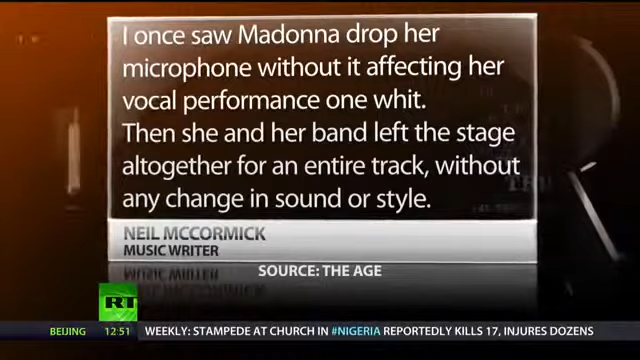 I once saw Madonna drop her
microphone without it affecting her
vocal performance one whit.
Then she and her band left the stage
altogether for an entire track, without
any change in sound or style.
NEIL MCCORMICK
MUSIC WRITER
SOURCE: THE AGE
RT
BEIJING 12:51 WEEKLY: STAMPEDE AT CHURCH IN #NIGERIA REPORTEDLY KILLS 17, INJURES DOZENS